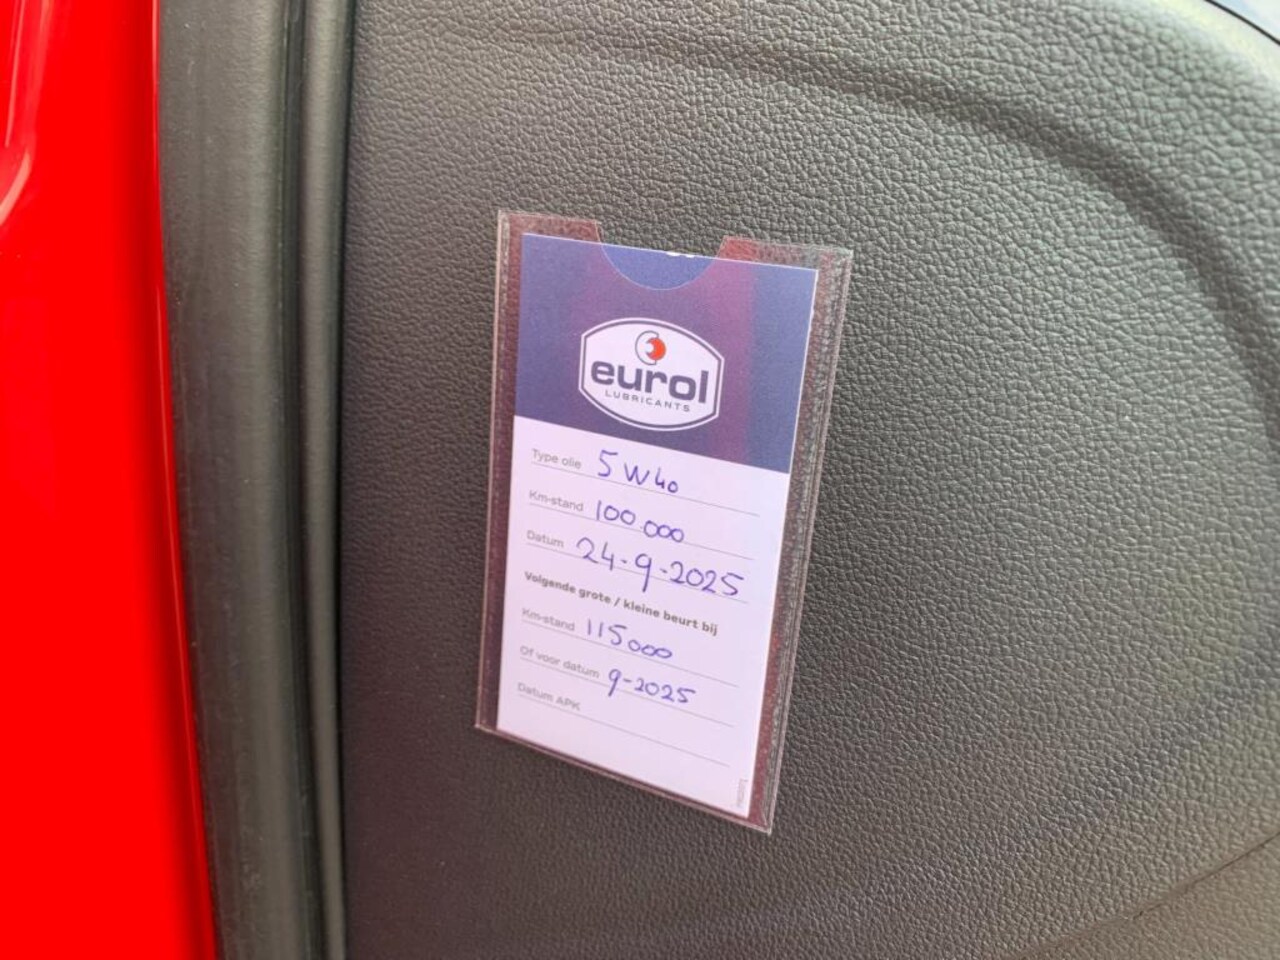 eurol
LUBRICANTS
Type olie 5W40
Km-stand 100.000
Datum 24-9-2025
Volgende grote / kleine beurt bij
Km-stand 115000
Of voor datum 9-2025
Datum APK